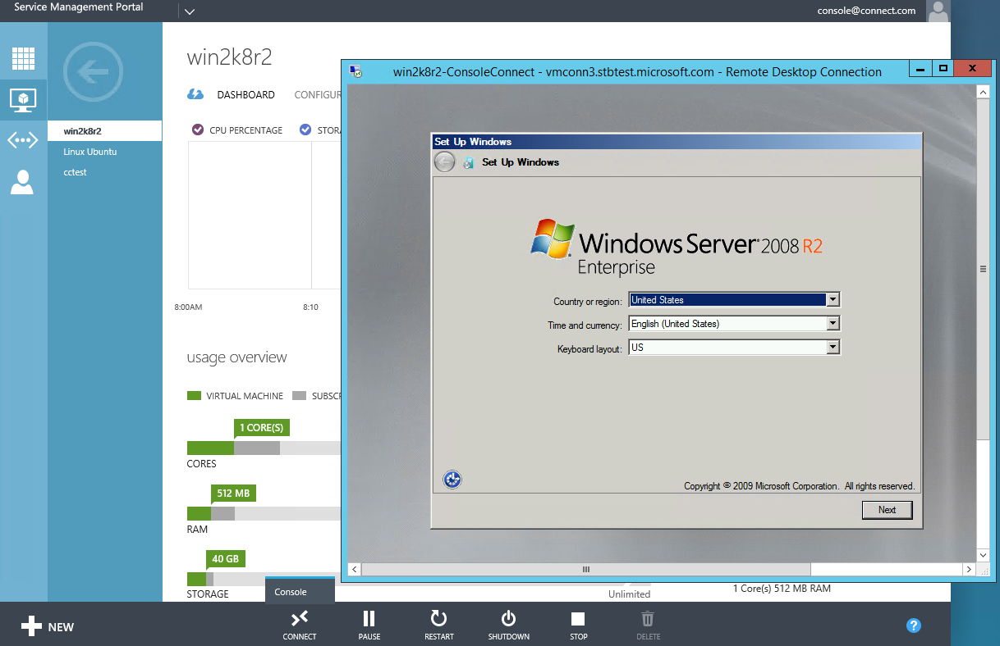 Service Management Portal
console@connect.com
win2k8r2
Linux Ubuntu
cctest
win2k8r2
DASHBOARD
CONFIGUR
CPU PERCENTAGE
STORA
8:00AM
8:10
usage overview
VIRTUAL MACHINE
SUBSCR
1 CORE(S)
CORES
512 MB
RAM
40 GB
STORAGE
Unlimited
1 Core(s) 512 MB RAM
win2k8r2-ConsoleConnect - vmconn3.stbtest.microsoft.com - Remote Desktop Connection
Set Up Windows
Set Up Windows
Windows Server 2008 R2
Enterprise
Country or region: United States
Time and currency: English (United States)
Keyboard layout: US
Copyright © 2009 Microsoft Corporation. All rights reserved.
Next
Console
NEW
CONNECT
PAUSE
RESTART
SHUTDOWN
STOP
DELETE
?